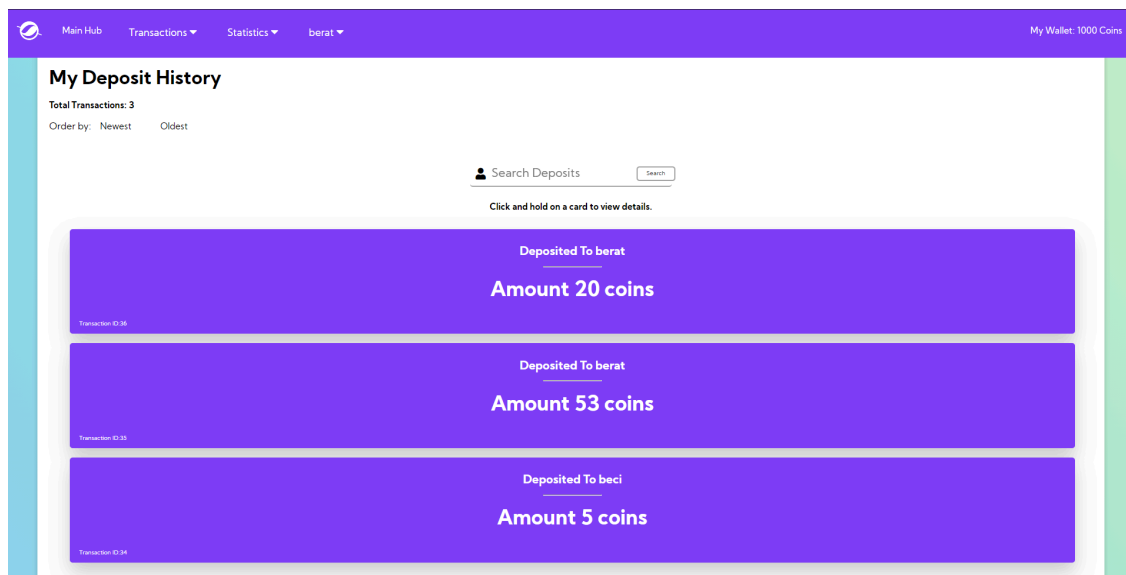 Main Hub Transactions Statistics berat My Wallet: 1000 Coins
My Deposit History
Total Transactions: 3
Order by: Newest Oldest
Search Deposits Search
Click and hold on a card to view details.
Deposited To berat
Amount 20 coins
Transaction ID:36
Deposited To berat
Amount 53 coins
Transaction ID:35
Deposited To beci
Amount 5 coins
Transaction ID:34